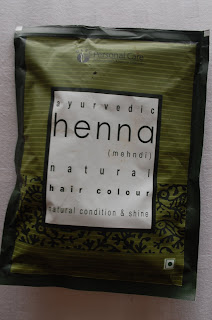 ayurvedic
henna
(mehndi)
natural
hair colour
natural condition & shine